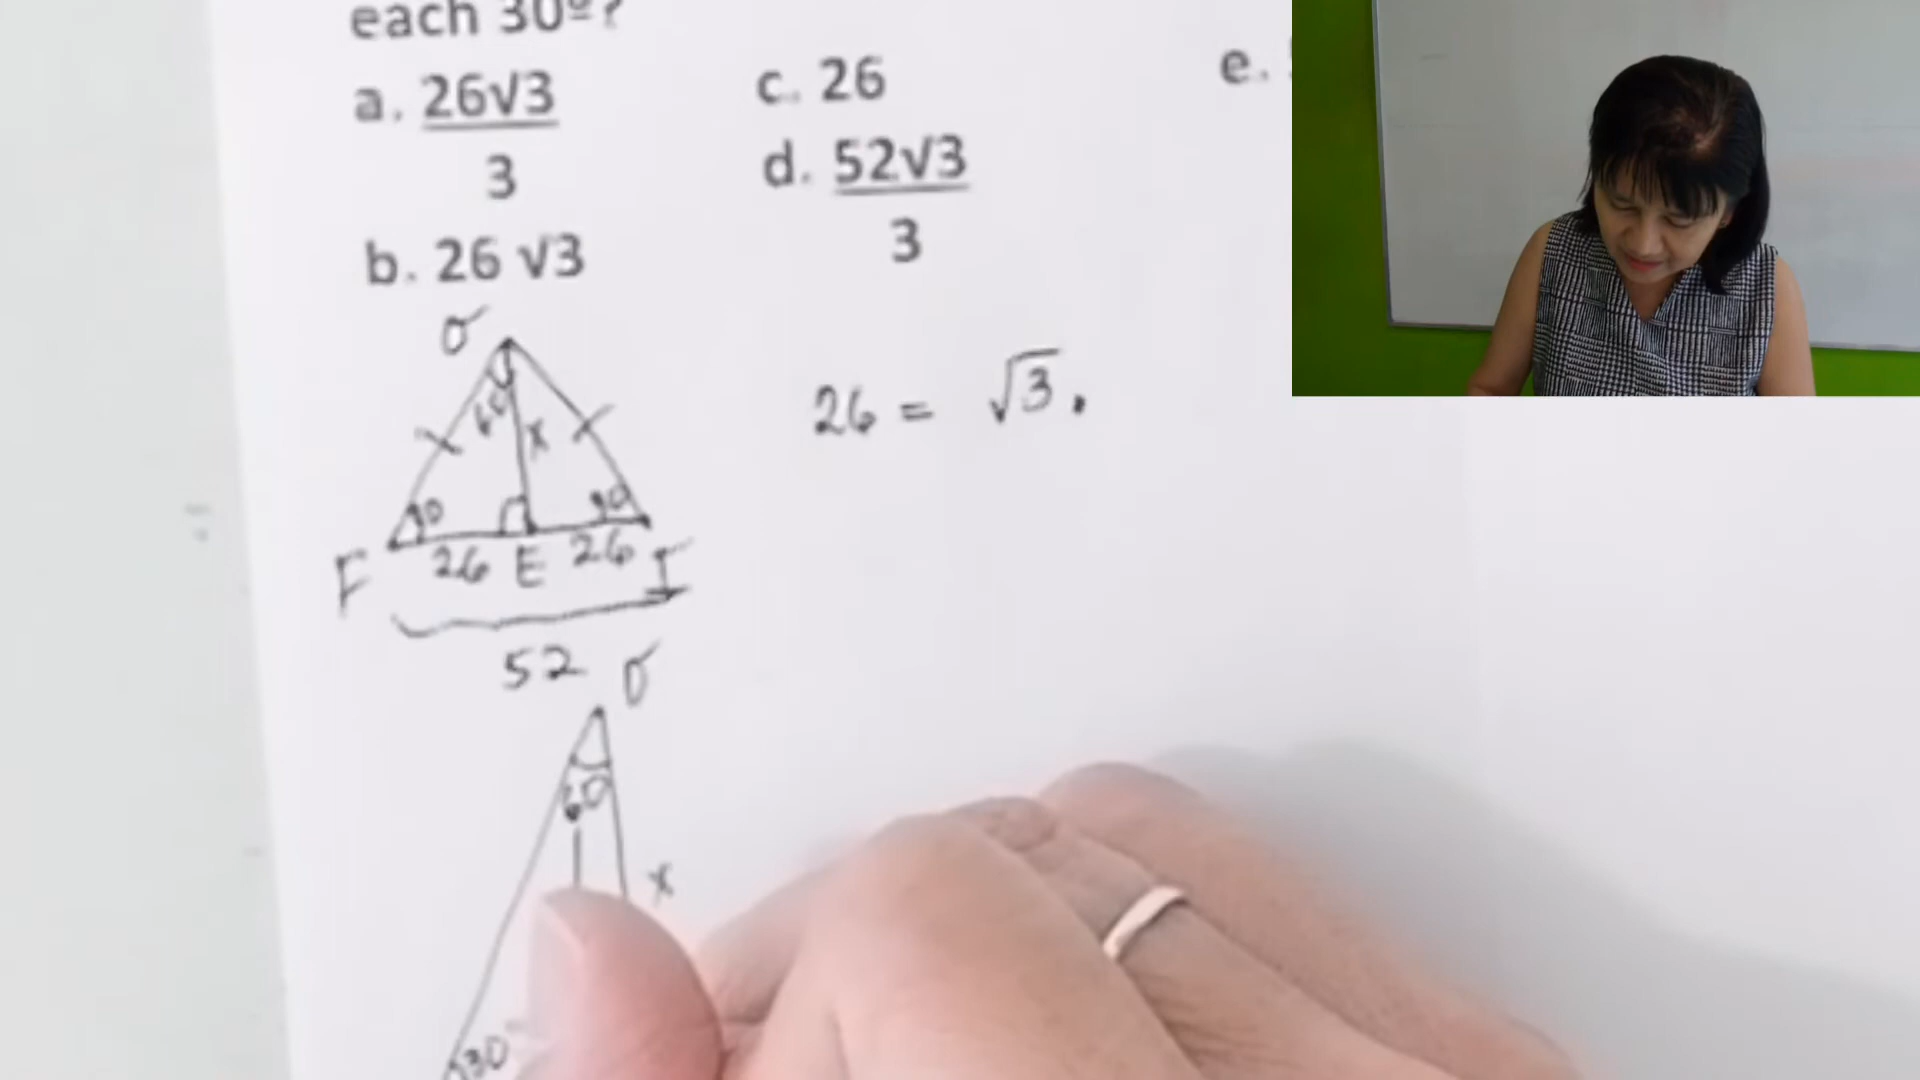 each 30º?
a. 26√3
3
b. 26 √3
c. 26
d. 52√3
3
e.
O
60
x
30
30
F
26
E
26
I
52
26 = √3 .
O
60
x
30°